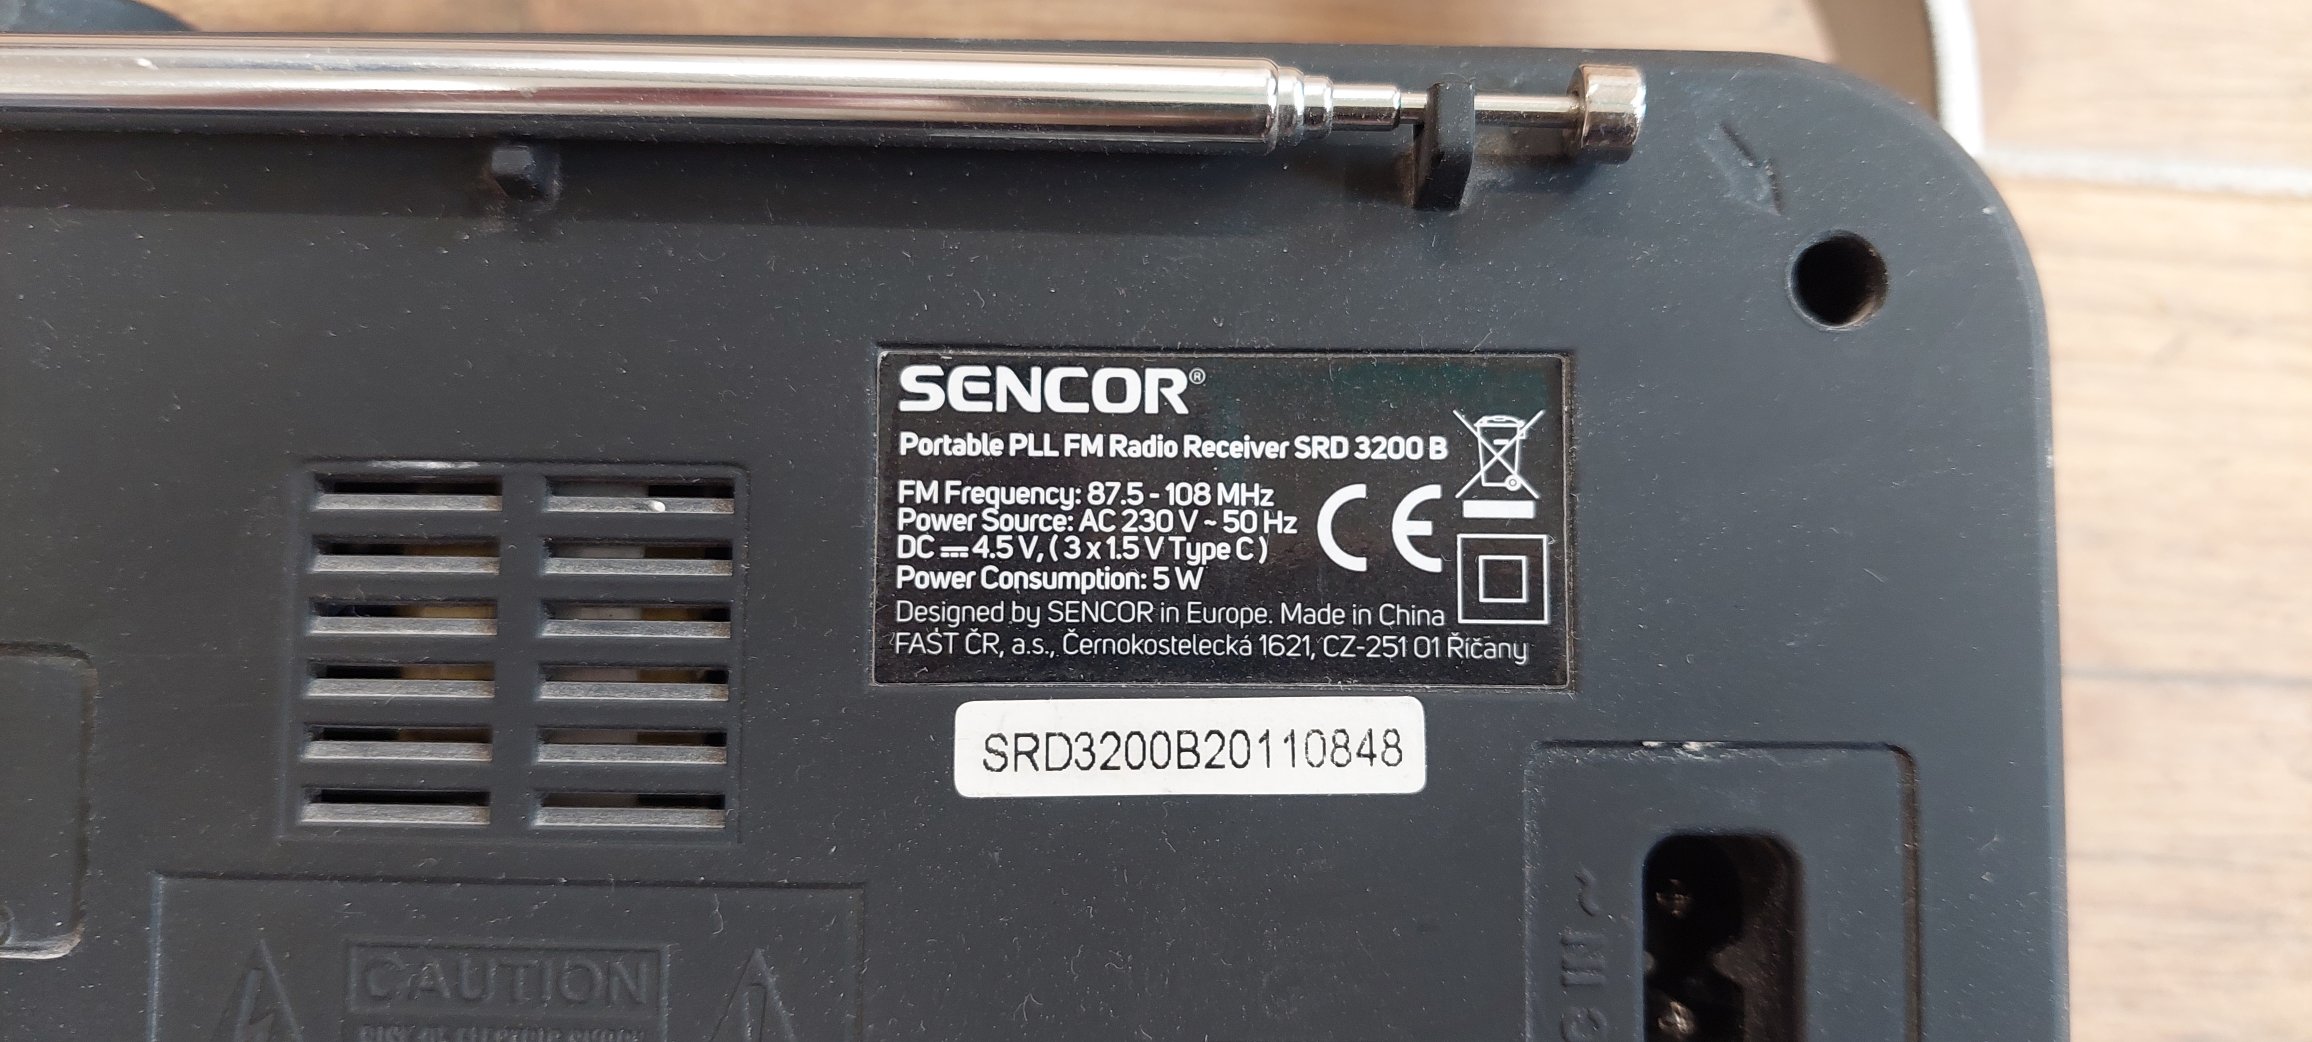 SENCOR®
Portable PLL FM Radio Receiver SRD 3200 B
FM Frequency: 87.5 - 108 MHz
Power Source: AC 230 V ~ 50 Hz
DC ⎓ 4.5 V, ( 3 x 1.5 V Type C )
Power Consumption: 5 W
CE
Designed by SENCOR in Europe. Made in China
FAST ČR, a.s., Černokostelecká 1621, CZ-251 01 Říčany
SRD3200B20110848
CAUTION
IN ~